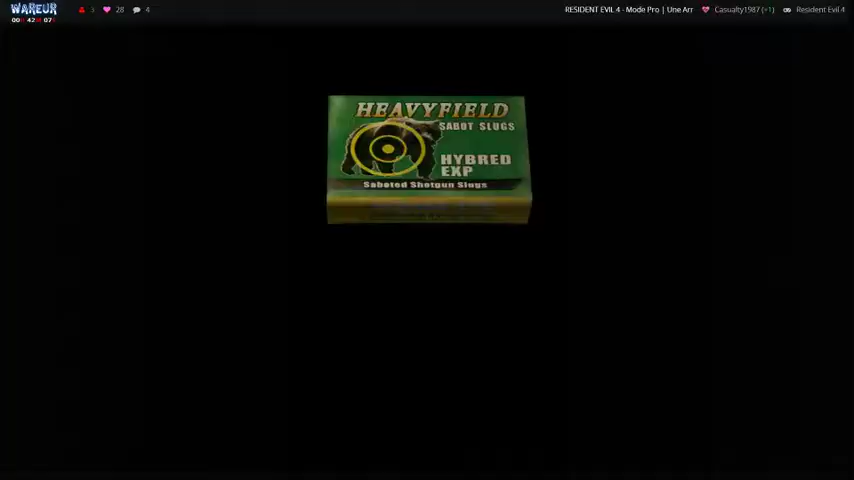 WAREUR
3 28 4
RESIDENT EVIL 4 - Mode Pro | Une Arr Casualty1987 (+1) Resident Evil 4
HEAVYFIELD
SABOT SLUGS
HYBRED
EXP
Saboted Shotgun Slugs